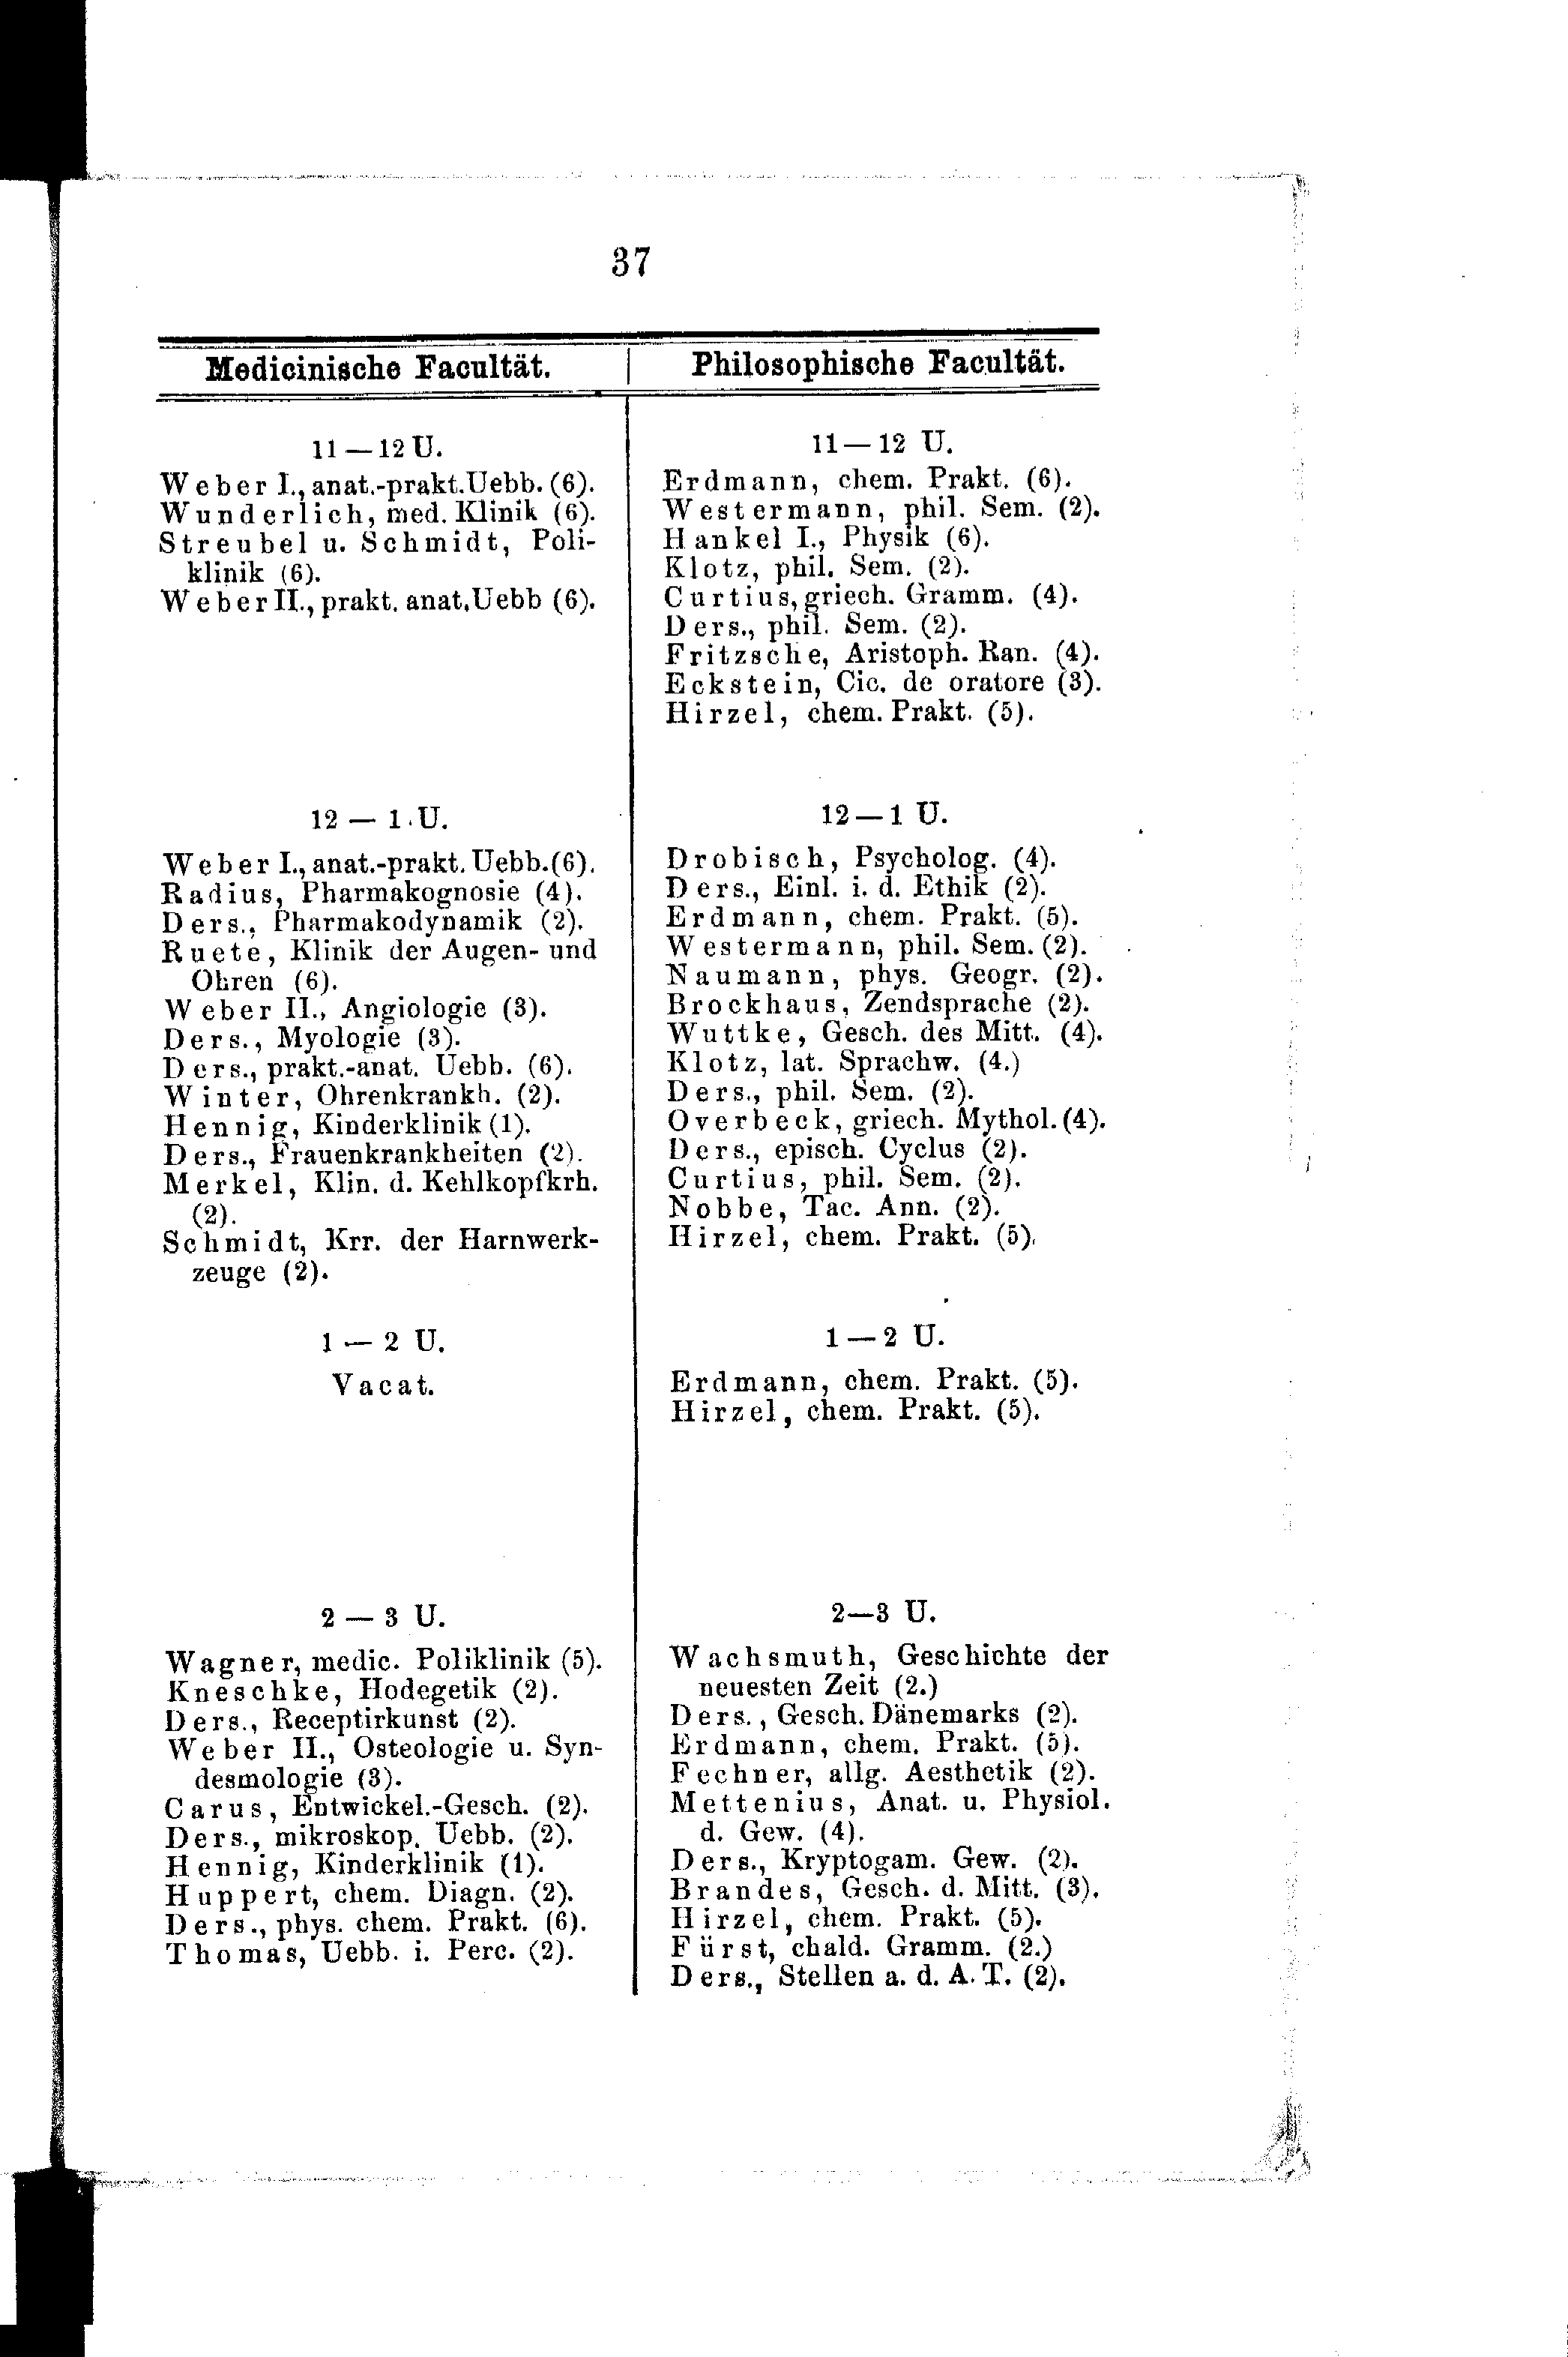 37
Medicinische Facultät.
11—12 U.
Weber I., anat.-prakt. Uebb. (6).
Wunderlich, med. Klinik (6).
Streubel u. Schmidt, Poli-
klinik (6).
Weber II., prakt. anat. Uebb (6).
12 — 1 U.
Weber I., anat.-prakt. Uebb. (6).
Radius, Pharmakognosie (4).
Ders., Pharmakodynamik (2).
Ruete, Klinik der Augen- und
Ohren (6).
Weber II., Angiologie (3).
Ders., Myologie (3).
Ders., prakt.-anat. Uebb. (6).
Winter, Ohrenkrankh. (2).
Hennig, Kinderklinik (1).
Ders., Frauenkrankheiten (2).
Merkel, Klin. d. Kehlkopfkrh.
(2).
Schmidt, Krr. der Harnwerk-
zeuge (2).
1 — 2 U.
Vacat.
2 — 3 U.
Wagner, medic. Poliklinik (5).
Kneschke, Hodegetik (2).
Ders., Receptirkunst (2).
Weber II., Osteologie u. Syn-
desmologie (3).
Carus, Entwickel.-Gesch. (2).
Ders., mikroskop. Uebb. (2).
Hennig, Kinderklinik (1).
Huppert, chem. Diagn. (2).
Ders., phys. chem. Prakt. (6).
Thomas, Uebb. i. Perc. (2).
Philosophische Facultät.
11—12 U.
Erdmann, chem. Prakt. (6).
Westermann, phil. Sem. (2).
Hankel I., Physik (6).
Klotz, phil. Sem. (2).
Curtius, griech. Gramm. (4).
Ders., phil. Sem. (2).
Fritzsche, Aristoph. Ran. (4).
Eckstein, Cic. de oratore (3).
Hirzel, chem. Prakt. (5).
12—1 U.
Drobisch, Psycholog. (4).
Ders., Einl. i. d. Ethik (2).
Erdmann, chem. Prakt. (5).
Westermann, phil. Sem. (2).
Naumann, phys. Geogr. (2).
Brockhaus, Zendsprache (2).
Wuttke, Gesch. des Mitt. (4).
Klotz, lat. Sprachw. (4.)
Ders., phil. Sem. (2).
Overbeck, griech. Mythol. (4).
Ders., episch. Cyclus (2).
Curtius, phil. Sem. (2).
Nobbe, Tac. Ann. (2).
Hirzel, chem. Prakt. (5).
1—2 U.
Erdmann, chem. Prakt. (5).
Hirzel, chem. Prakt. (5).
2—3 U.
Wachsmuth, Geschichte der
neuesten Zeit (2.)
Ders., Gesch. Dänemarks (2).
Erdmann, chem. Prakt. (5).
Fechner, allg. Aesthetik (2).
Mettenius, Anat. u. Physiol.
d. Gew. (4).
Ders., Kryptogam. Gew. (2).
Brandes, Gesch. d. Mitt. (3).
Hirzel, chem. Prakt. (5).
Fürst, chald. Gramm. (2.)
Ders., Stellen a. d. A. T. (2).